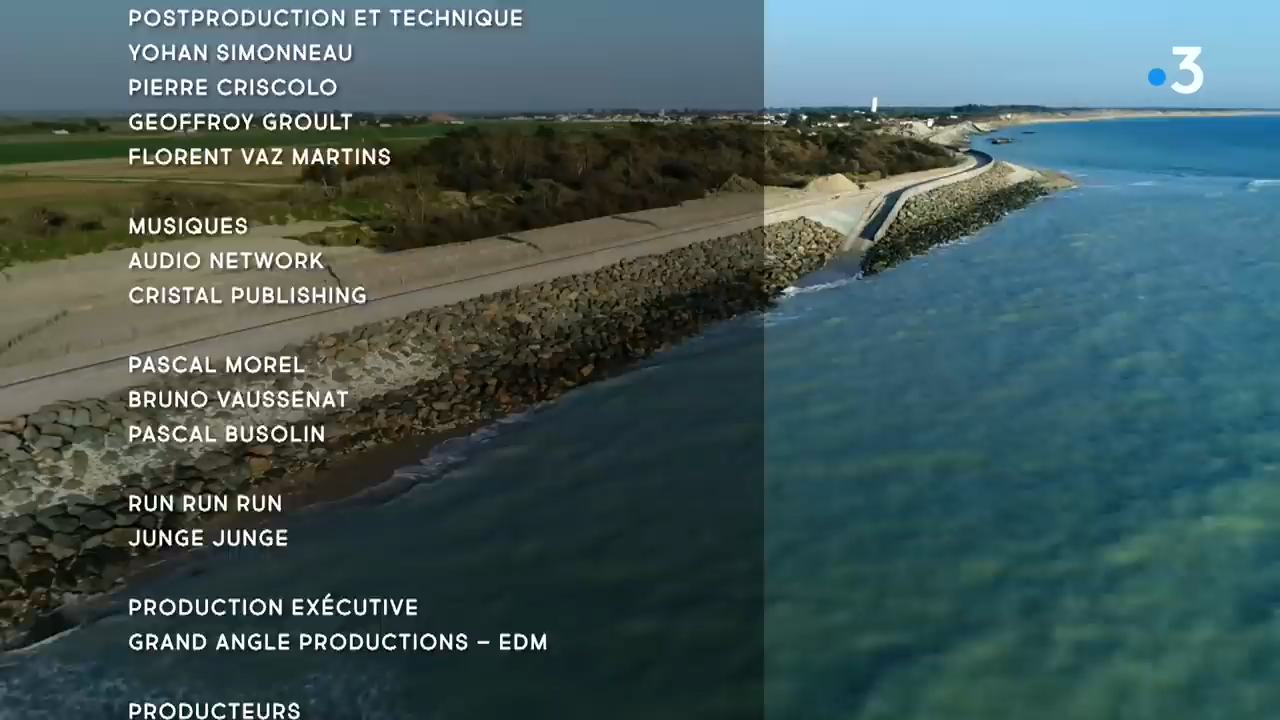 POSTPRODUCTION ET TECHNIQUE
YOHAN SIMONNEAU
PIERRE CRISCOLO
GEOFFROY GROULT
FLORENT VAZ MARTINS
MUSIQUES
AUDIO NETWORK
CRISTAL PUBLISHING
PASCAL MOREL
BRUNO VAUSSENAT
PASCAL BUSOLIN
RUN RUN RUN
JUNGE JUNGE
PRODUCTION EXÉCUTIVE
GRAND ANGLE PRODUCTIONS – EDM
PRODUCTEURS
3